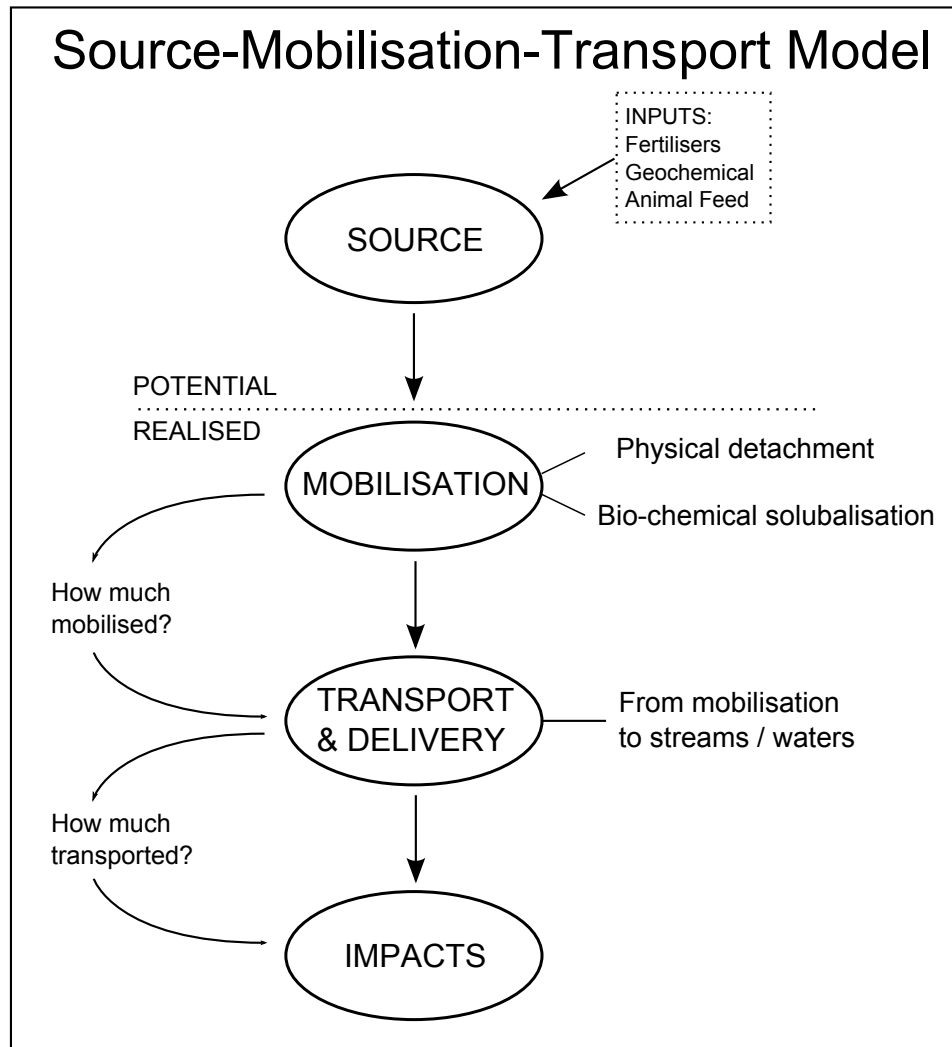 Source-Mobilisation-Transport Model
INPUTS:
Fertilisers
Geochemical
Animal Feed
SOURCE
POTENTIAL
REALISED
MOBILISATION
Physical detachment
Bio-chemical solubalisation
How much
mobilised?
TRANSPORT
& DELIVERY
From mobilisation
to streams / waters
How much
transported?
IMPACTS